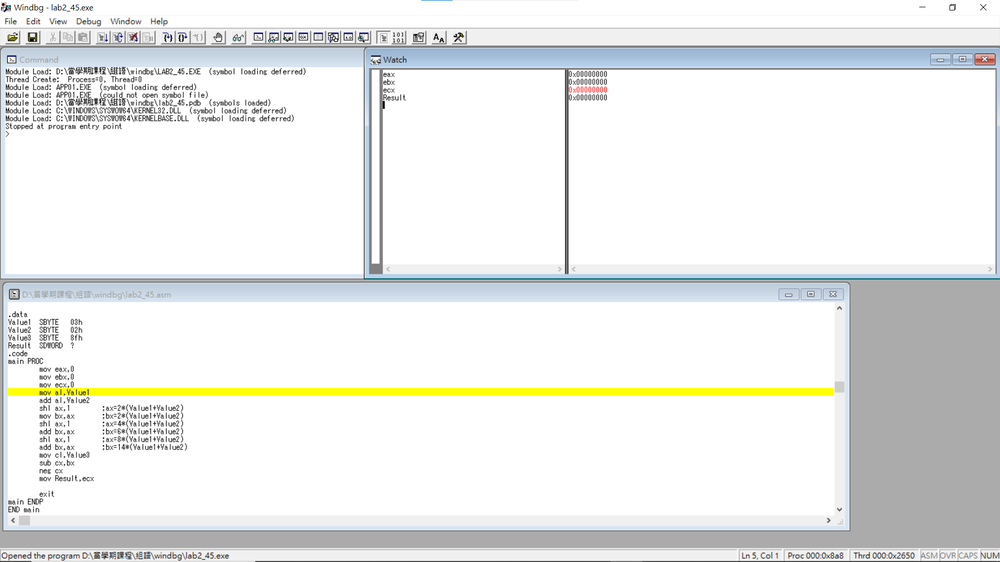 Windbg - lab2_45.exe
File Edit View Debug Window Help
Command
Module Load: D:\當學期課程\組語\windbg\LAB2_45.EXE (symbol loading deferred)
Thread Create: Process=0, Thread=0
Module Load: APP01.EXE (symbol loading deferred)
Module Load: APP01.EXE (could not open symbol file)
Module Load: D:\當學期課程\組語\windbg\lab2_45.pdb (symbols loaded)
Module Load: C:\WINDOWS\SYSWOW64\KERNEL32.DLL (symbol loading deferred)
Module Load: C:\WINDOWS\SYSWOW64\KERNELBASE.DLL (symbol loading deferred)
Stopped at program entry point
>
Watch
eax 0x00000000
ebx 0x00000000
ecx 0x00000000
Result 0x00000000
D:\當學期課程\組語\windbg\lab2_45.asm
.data
Value1 SBYTE 03h
Value2 SBYTE 02h
Value3 SBYTE 8fh
Result SDWORD ?
.code
main PROC
mov eax,0
mov ebx,0
mov ecx,0
mov al,Value1
add al,Value2
shl ax,1 ;ax=2*(Value1+Value2)
mov bx,ax ;bx=2*(Value1+Value2)
shl ax,1 ;ax=4*(Value1+Value2)
add bx,ax ;bx=6*(Value1+Value2)
shl ax,1 ;ax=8*(Value1+Value2)
add bx,ax ;bx=14*(Value1+Value2)
mov cl,Value3
sub cx,bx
neg cx
mov Result,ecx
exit
main ENDP
END main
Opened the program D:\當學期課程\組語\windbg\lab2_45.exe Ln 5, Col 1 Proc 000:0x8a8 Thrd 000:0x2650 ASM OVR CAPS NUM